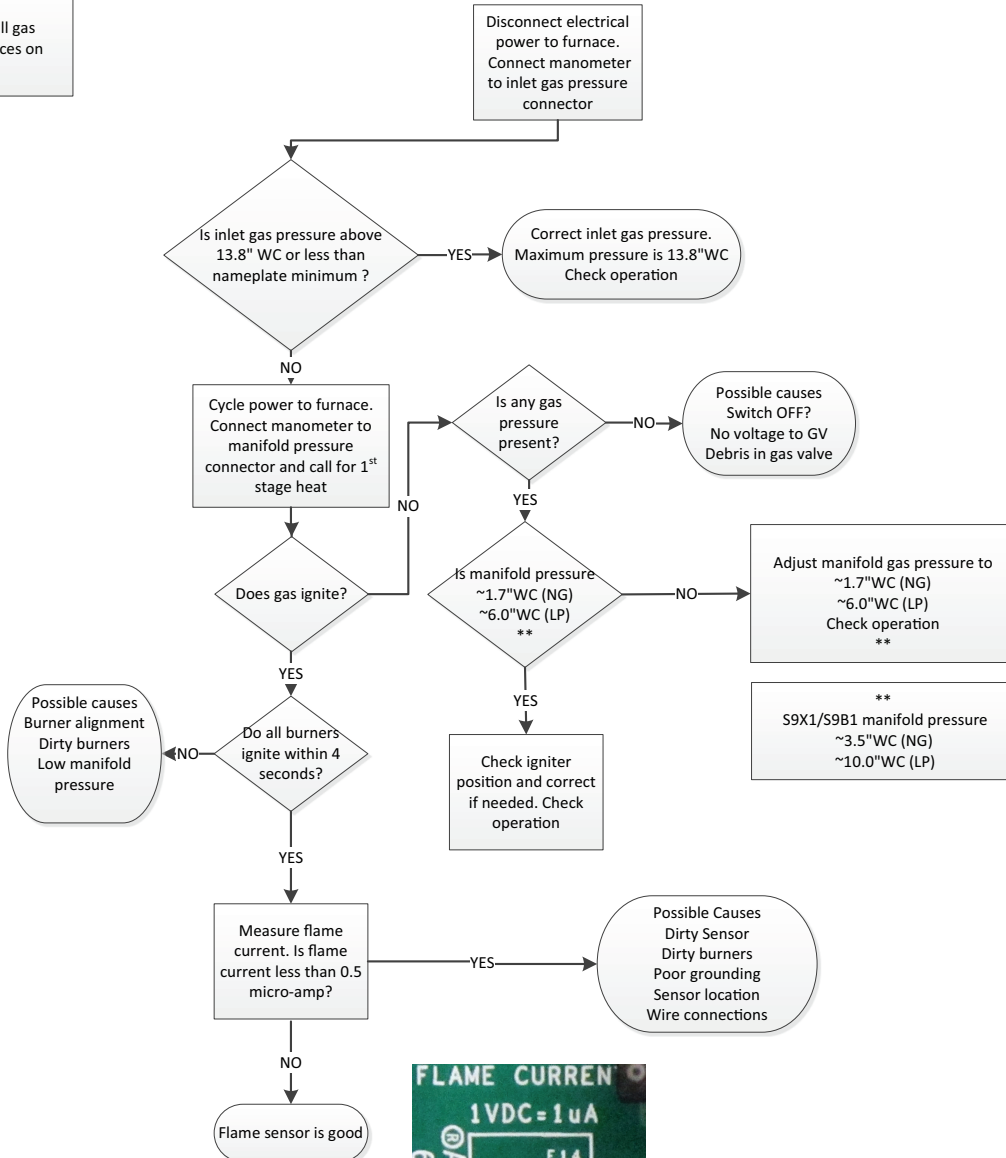 ll gas
ces on
Disconnect electrical
power to furnace.
Connect manometer
to inlet gas pressure
connector
Is inlet gas pressure above
13.8" WC or less than
nameplate minimum ?
YES
Correct inlet gas pressure.
Maximum pressure is 13.8"WC
Check operation
NO
Cycle power to furnace.
Connect manometer to
manifold pressure
connector and call for 1st
stage heat
Is any gas
pressure
present?
NO
Possible causes
Switch OFF?
No voltage to GV
Debris in gas valve
NO
YES
Does gas ignite?
Is manifold pressure
~1.7"WC (NG)
~6.0"WC (LP)
**
NO
Adjust manifold gas pressure to
~1.7"WC (NG)
~6.0"WC (LP)
Check operation
**
YES
YES
**
S9X1/S9B1 manifold pressure
~3.5"WC (NG)
~10.0"WC (LP)
Do all burners
ignite within 4
seconds?
NO
Possible causes
Burner alignment
Dirty burners
Low manifold
pressure
Check igniter
position and correct
if needed. Check
operation
YES
Measure flame
current. Is flame
current less than 0.5
micro-amp?
YES
Possible Causes
Dirty Sensor
Dirty burners
Poor grounding
Sensor location
Wire connections
NO
Flame sensor is good
FLAME CURREN
1VDC=1uA
E14